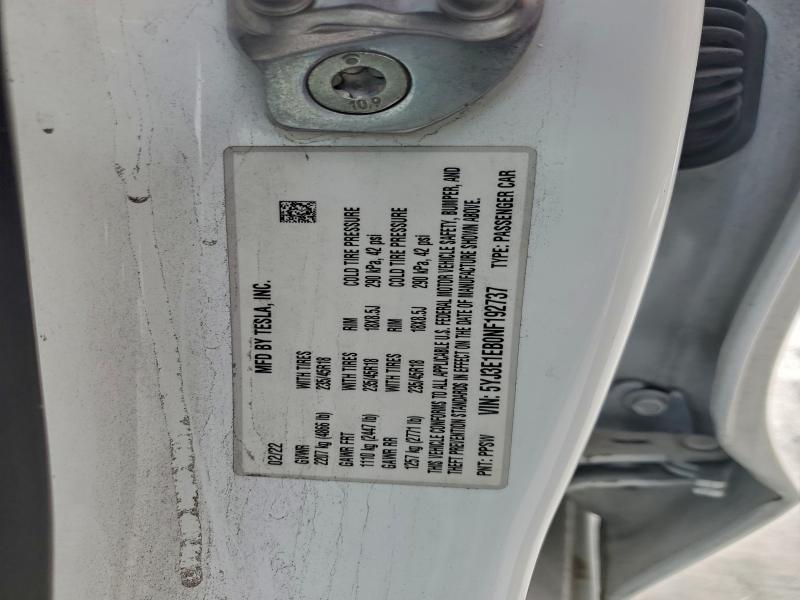 10.9
MFD BY TESLA, INC.
02/22
GVWR WITH TIRES RIM COLD TIRE PRESSURE
2207 kg (4866 lb) 235/45R18 18X8.5J 290 kPa, 42 psi
GAWR FRT WITH TIRES RIM COLD TIRE PRESSURE
1110 kg (2447 lb) 235/45R18 18X8.5J 290 kPa, 42 psi
GAWR RR
1257 kg (2771 lb) 235/45R18
THIS VEHICLE CONFORMS TO ALL APPLICABLE U.S. FEDERAL MOTOR VEHICLE SAFETY, BUMPER, AND
THEFT PREVENTION STANDARDS IN EFFECT ON THE DATE OF MANUFACTURE SHOWN ABOVE.
PNT: PPSW VIN: 5YJ3E1EB0NF192737 TYPE: PASSENGER CAR